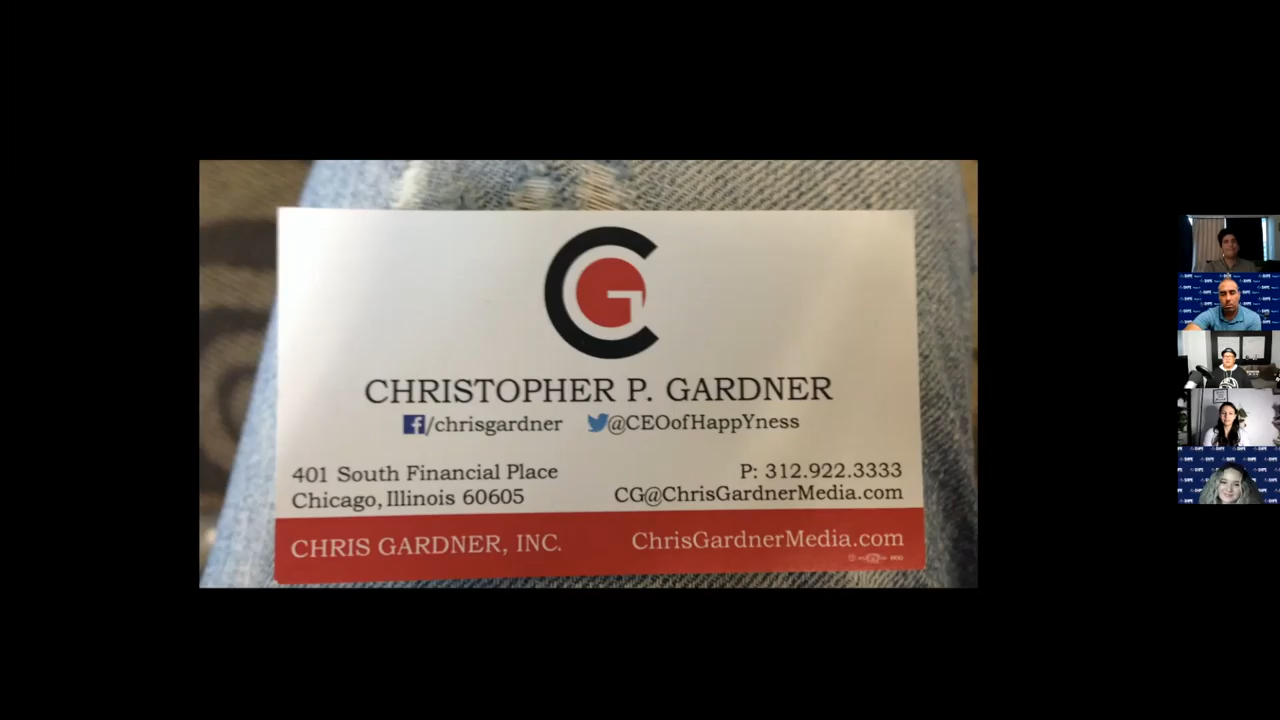 CG
CHRISTOPHER P. GARDNER
f/chrisgardner @CEOofHappYness
401 South Financial Place
Chicago, Illinois 60605
P: 312.922.3333
CG@ChrisGardnerMedia.com
CHRIS GARDNER, INC.
ChrisGardnerMedia.com